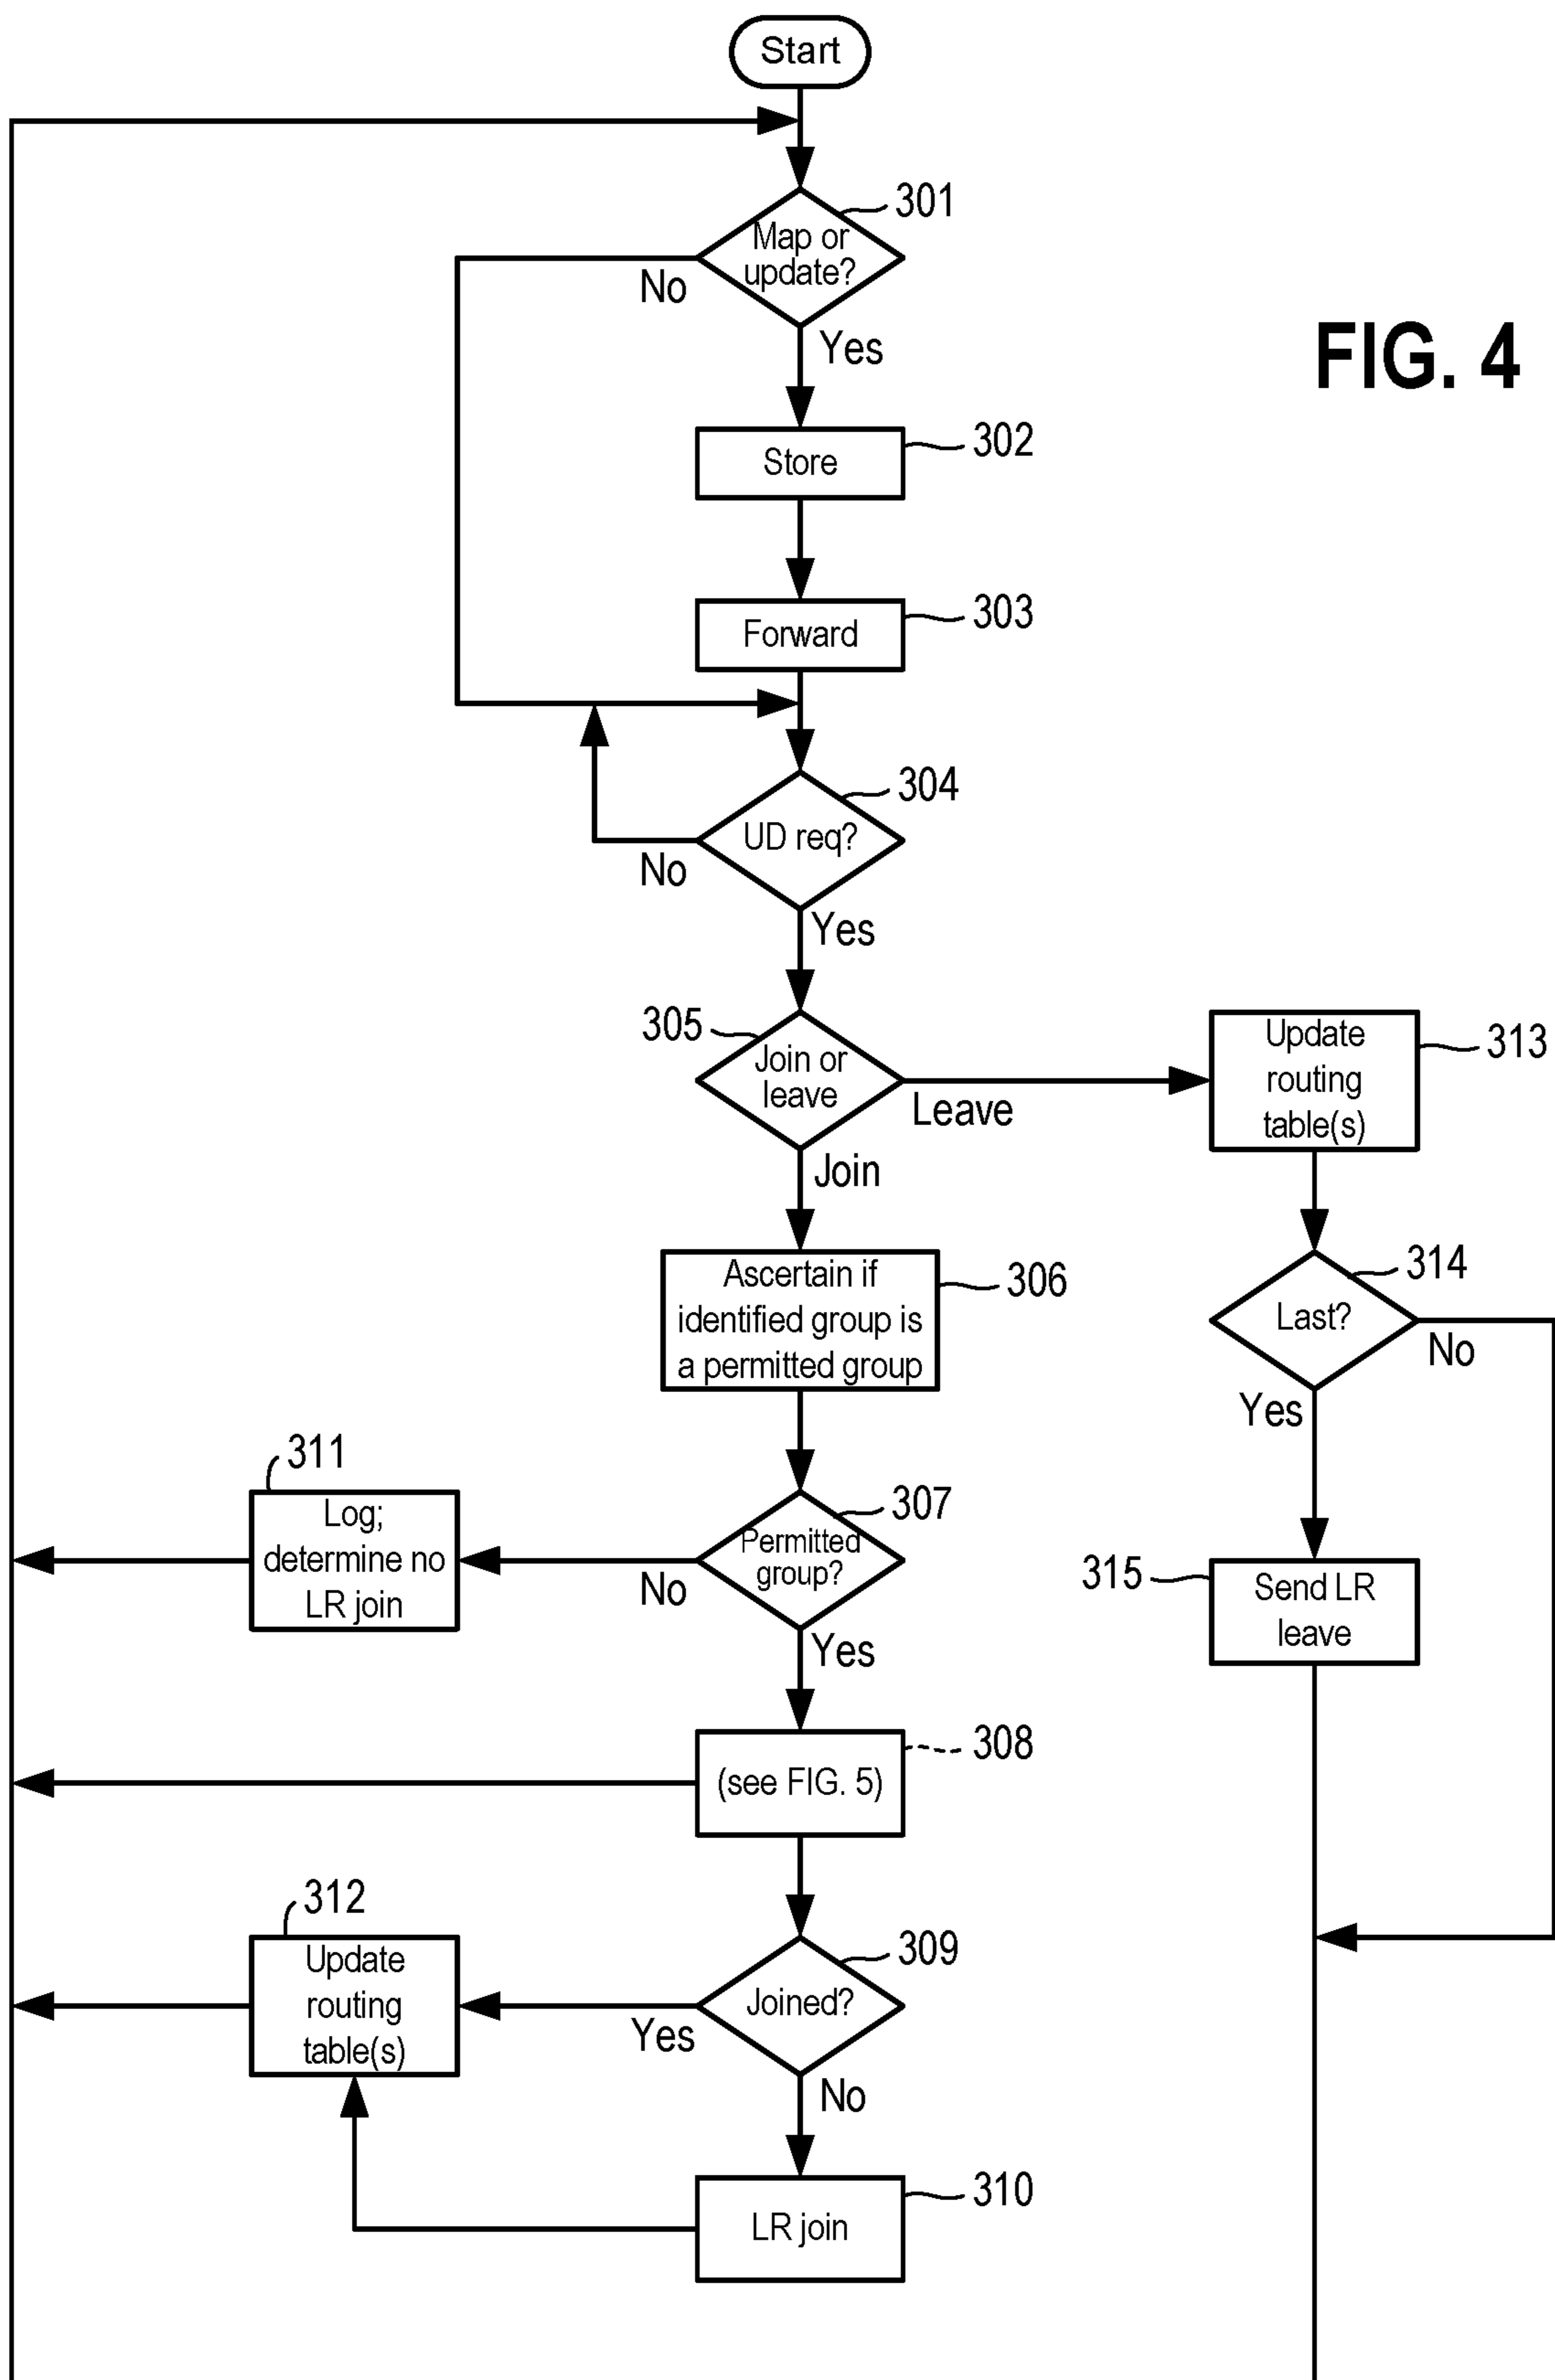 Start
301
Map or
update?
No
Yes
FIG. 4
302
Store
303
Forward
304
UD req?
No
Yes
305
Join or
leave
Leave
Join
Update
routing
table(s)
313
Ascertain if
identified group is
a permitted group
306
314
Last?
No
Yes
311
Log;
determine no
LR join
307
Permitted
group?
No
Yes
315
Send LR
leave
308
(see FIG. 5)
312
Update
routing
table(s)
309
Joined?
Yes
No
310
LR join